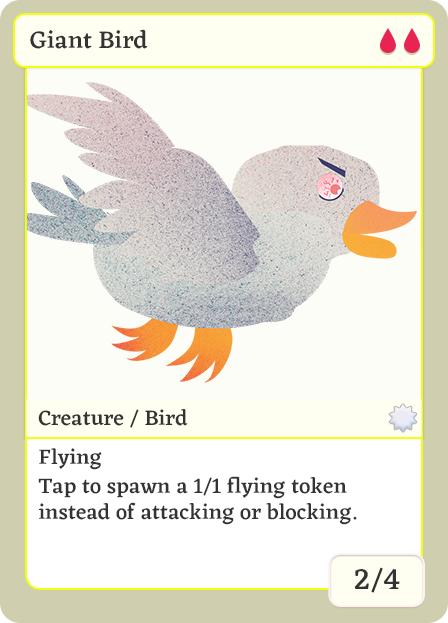 Giant Bird
Creature / Bird
Flying
Tap to spawn a 1/1 flying token
instead of attacking or blocking.
2/4